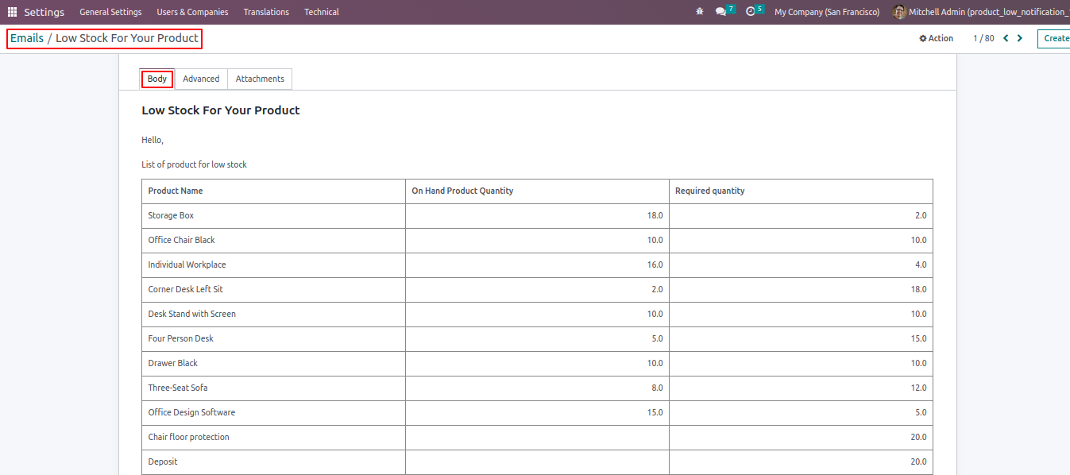 Settings General Settings Users & Companies Translations Technical 7 5 My Company (San Francisco) Mitchell Admin (product_low_notification_
Emails / Low Stock For Your Product Action 1 / 80 Create
Body Advanced Attachments
Low Stock For Your Product
Hello,
List of product for low stock
Product Name On Hand Product Quantity Required quantity
Storage Box 18.0 2.0
Office Chair Black 10.0 10.0
Individual Workplace 16.0 4.0
Corner Desk Left Sit 2.0 18.0
Desk Stand with Screen 10.0 10.0
Four Person Desk 5.0 15.0
Drawer Black 10.0 10.0
Three-Seat Sofa 8.0 12.0
Office Design Software 15.0 5.0
Chair floor protection 20.0
Deposit 20.0